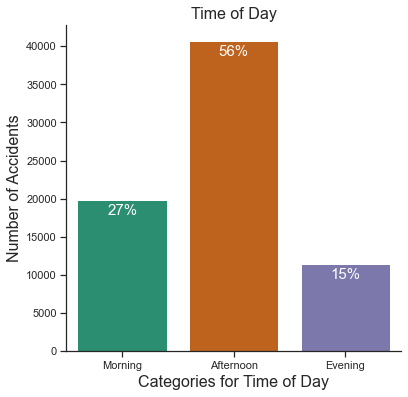 Time of Day
Number of Accidents
40000
35000
30000
25000
20000
15000
10000
5000
0
27%
56%
15%
Morning
Afternoon
Evening
Categories for Time of Day